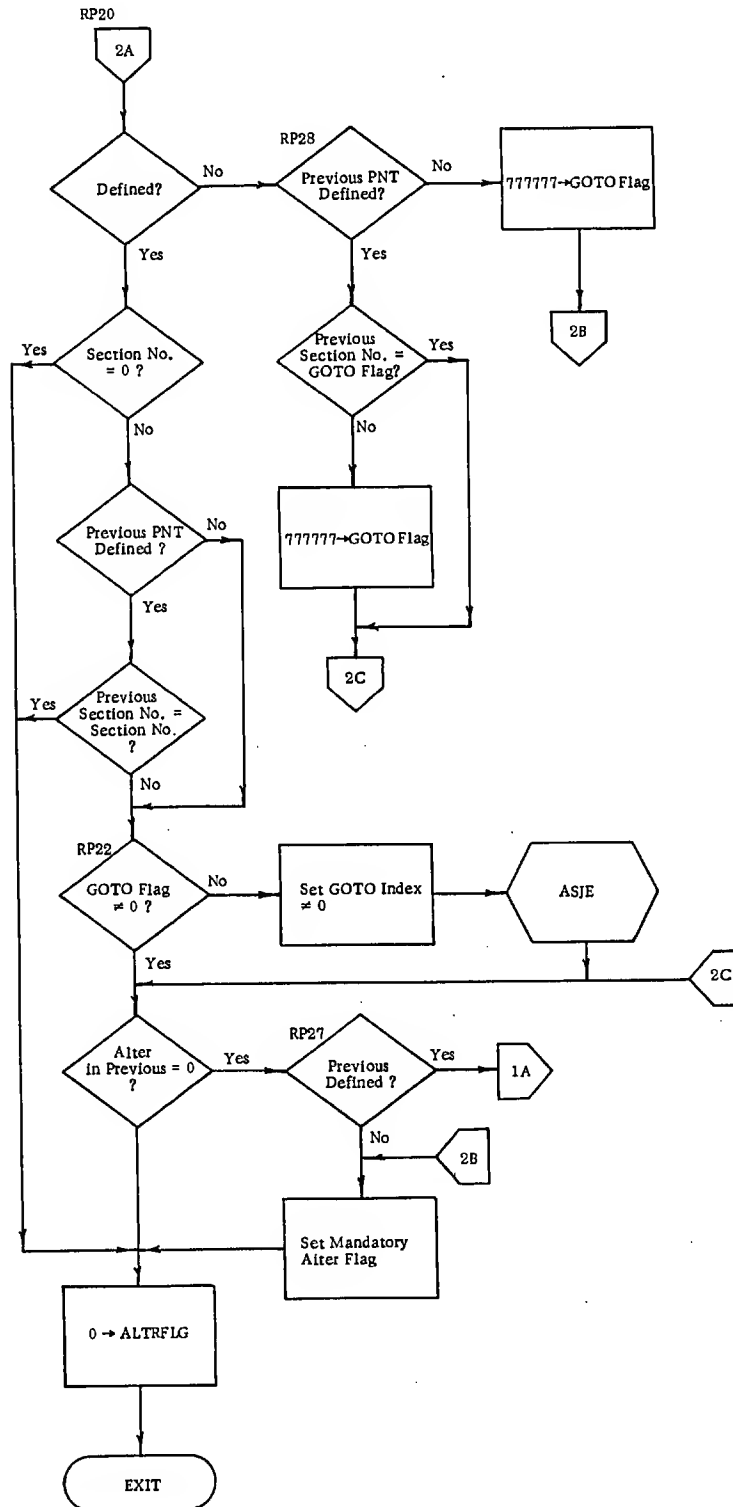 RP20
2A
Defined?
No
RP28
Previous PNT
Defined?
No
777777→GOTO Flag
2B
Yes
Yes
Yes
Section No.
= 0 ?
Previous
Section No. =
GOTO Flag?
Yes
No
No
777777→GOTO Flag
2C
Previous PNT
Defined ?
No
Yes
Yes
Previous
Section No. =
Section No.
?
No
RP22
GOTO Flag
≠ 0 ?
No
Set GOTO Index
≠ 0
ASJE
Yes
2C
Alter
in Previous = 0
?
Yes
RP27
Previous
Defined ?
Yes
1A
No
2B
Set Mandatory
Alter Flag
0 → ALTRFLG
EXIT